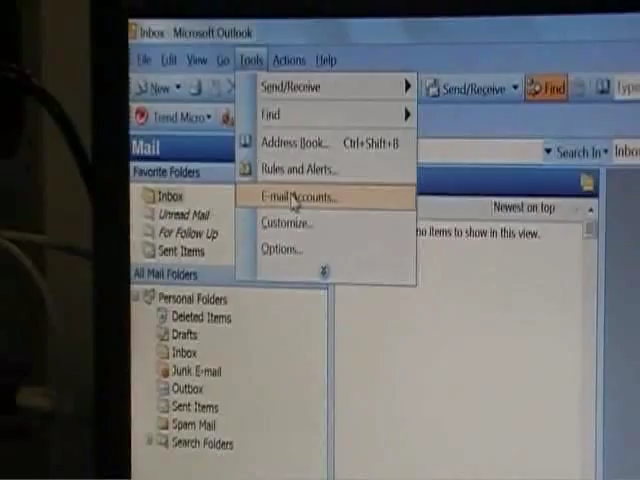 Inbox - Microsoft Outlook
File Edit View Go Tools Actions Help
New Send/Receive Find Type
Trend Micro
Send/Receive
Find
Address Book... Ctrl+Shift+B
Rules and Alerts...
E-mail Accounts...
Customize...
Options...
Mail
Search In Inbo
Favorite Folders
Inbox
Unread Mail
For Follow Up
Sent Items
Newest on top
no items to show in this view.
All Mail Folders
Personal Folders
Deleted Items
Drafts
Inbox
Junk E-mail
Outbox
Sent Items
Spam Mail
Search Folders